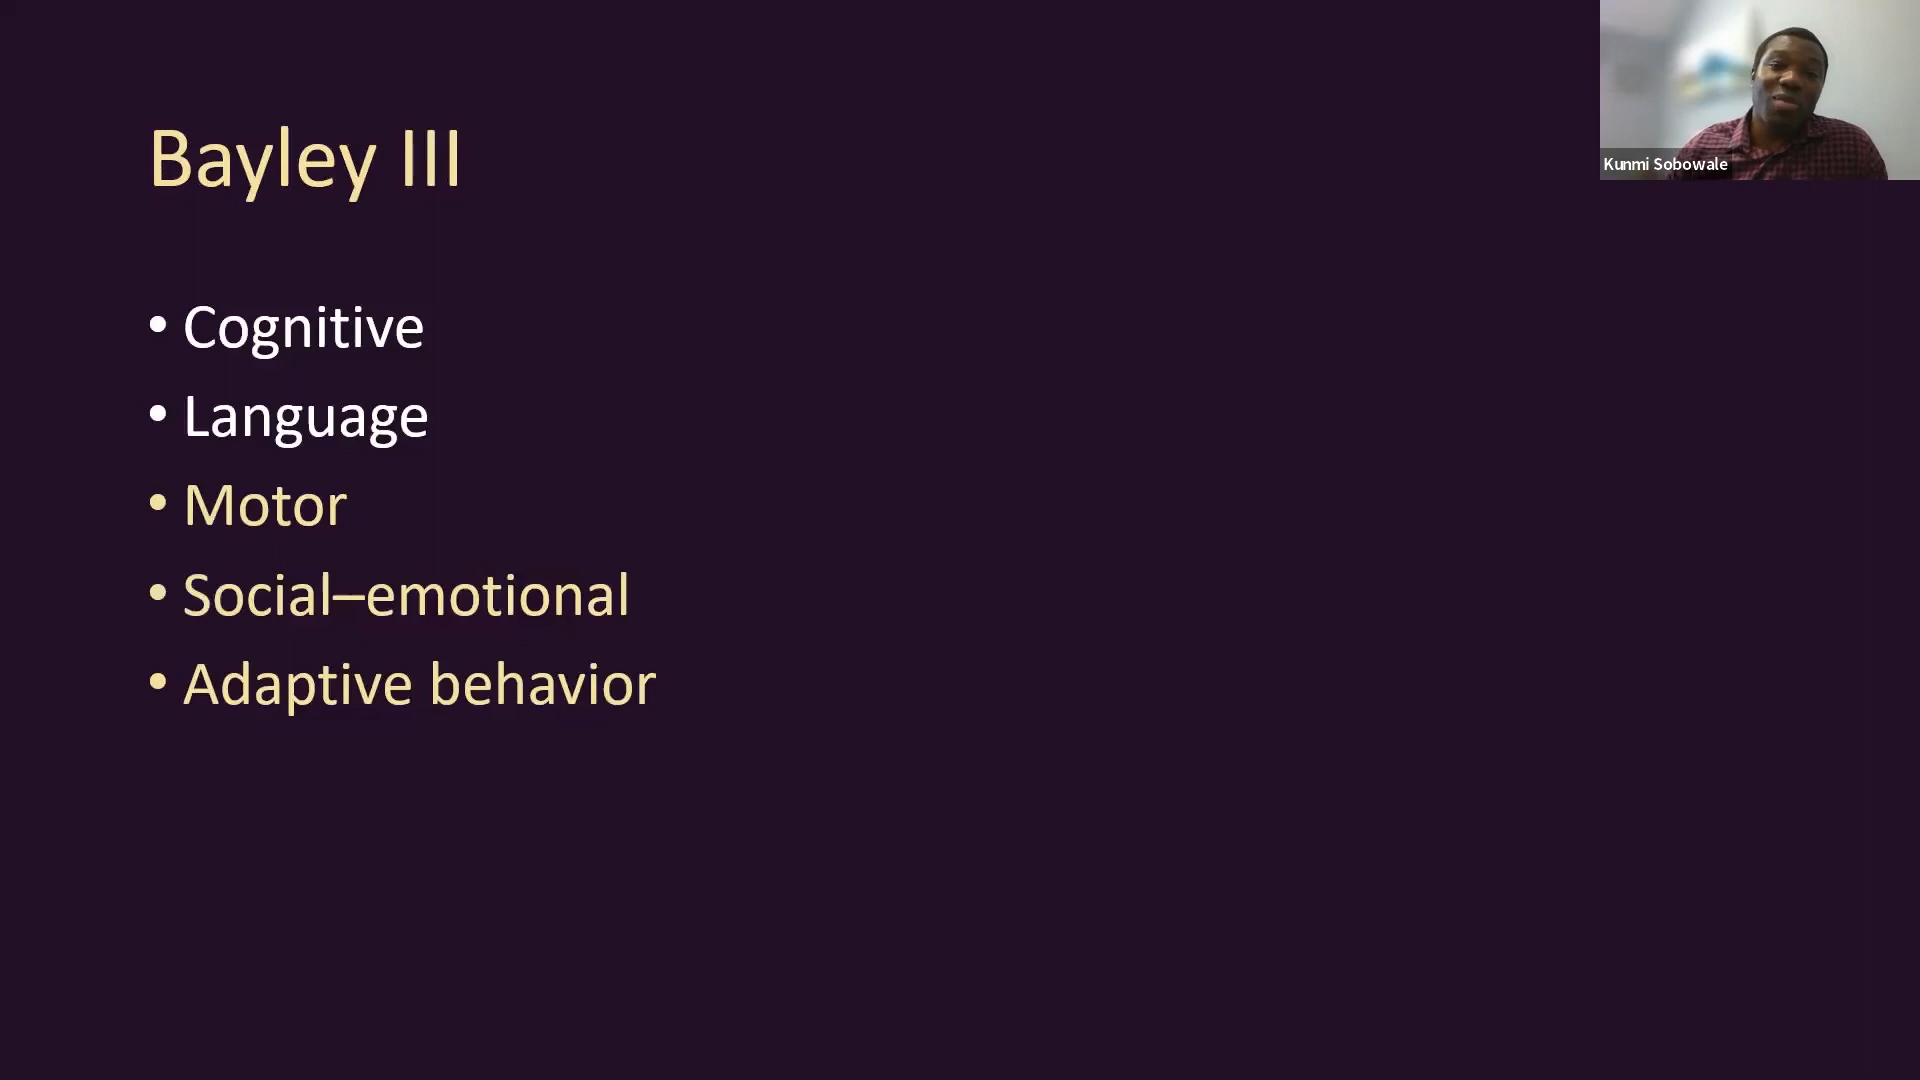 Bayley III
• Cognitive
• Language
• Motor
• Social–emotional
• Adaptive behavior
Kunmi Sobowale